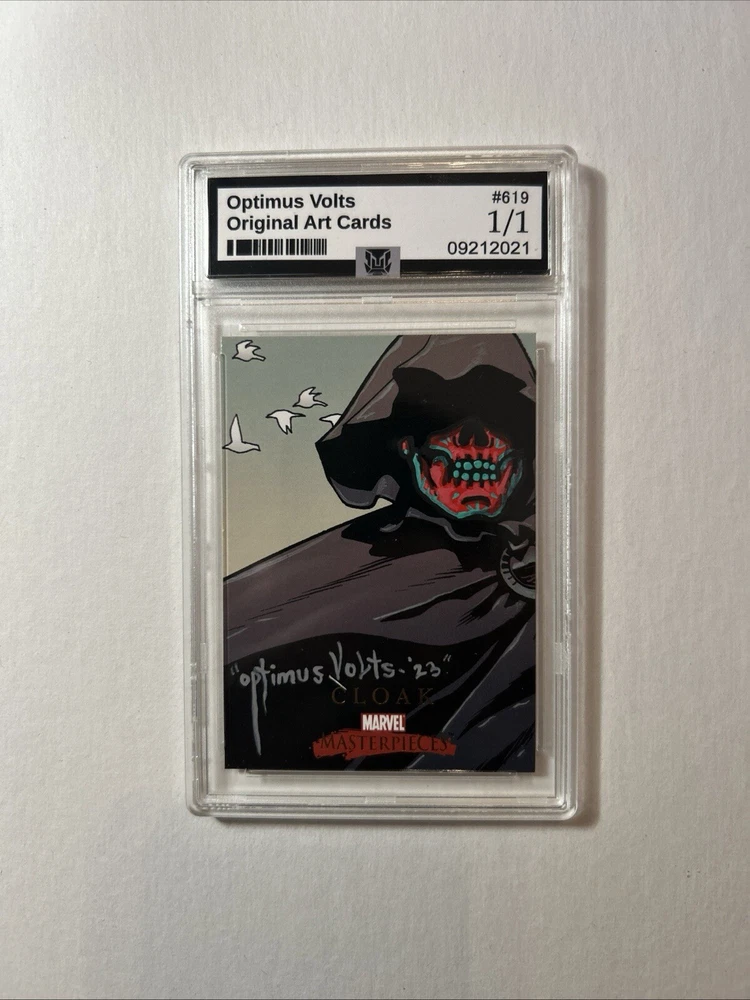 Optimus Volts
Original Art Cards
#619
1/1
09212021
"optimus Volts-'23"
CLOAK
MARVEL
MASTERPIECES